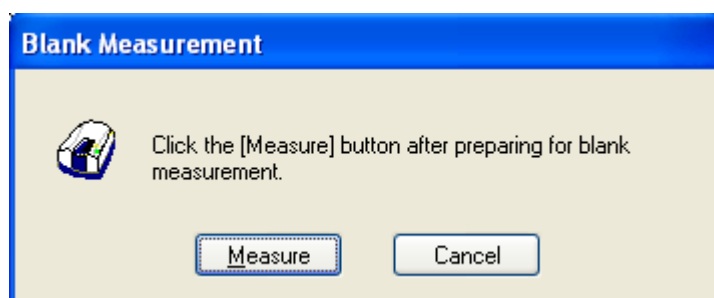 Blank Measurement
Click the [Measure] button after preparing for blank
measurement.
Measure
Cancel